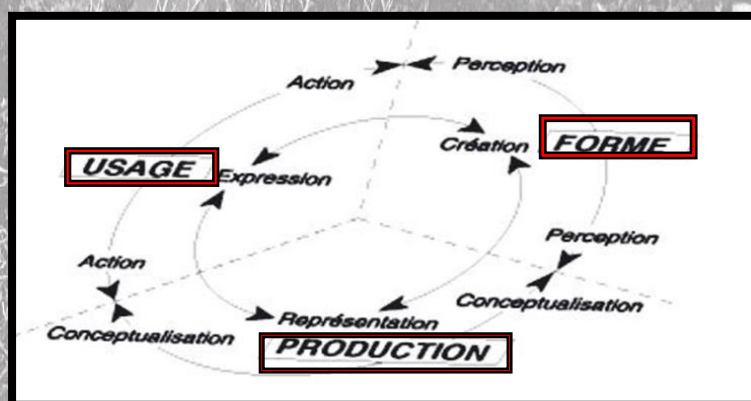 Action
Perception
Création
FORME
USAGE
Expression
Perception
Action
Conceptualisation
Représentation
Conceptualisation
PRODUCTION